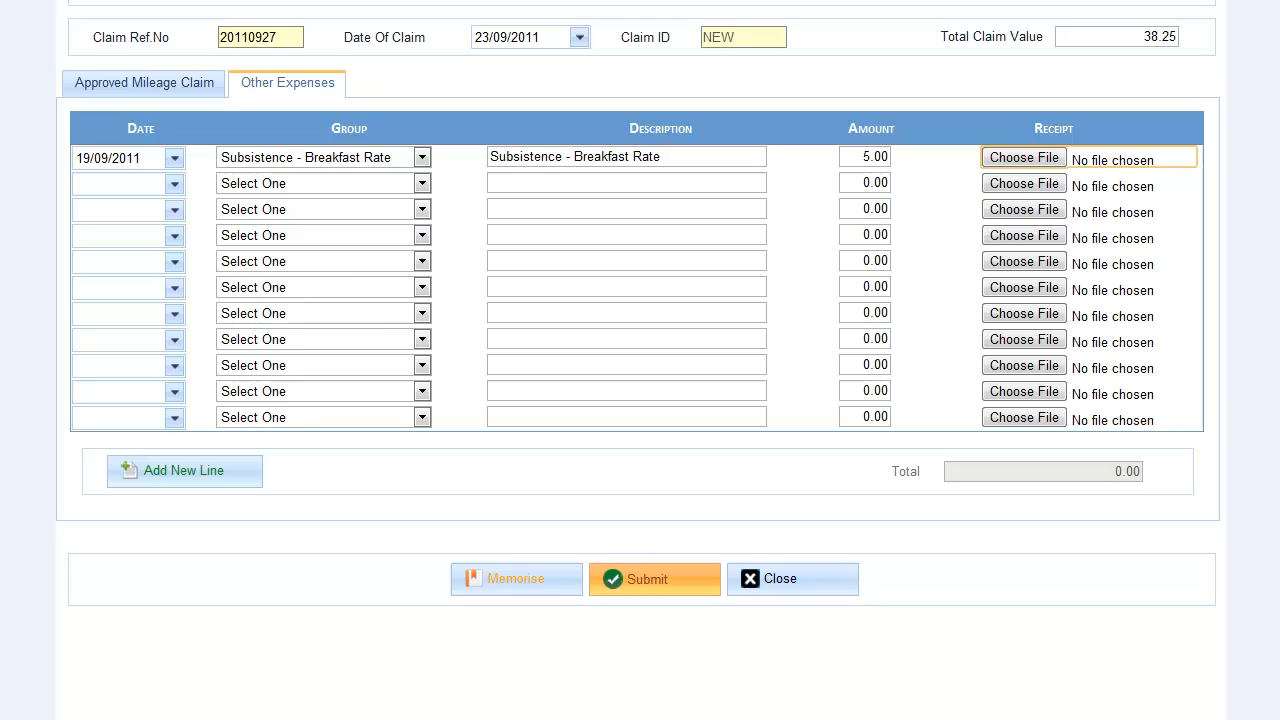 Claim Ref.No 20110927 Date Of Claim 23/09/2011 Claim ID NEW Total Claim Value 38.25
Approved Mileage Claim Other Expenses
Date Group Description Amount Receipt
19/09/2011 Subsistence - Breakfast Rate Subsistence - Breakfast Rate 5.00 Choose File No file chosen
Select One 0.00 Choose File No file chosen
Select One 0.00 Choose File No file chosen
Select One 0.00 Choose File No file chosen
Select One 0.00 Choose File No file chosen
Select One 0.00 Choose File No file chosen
Select One 0.00 Choose File No file chosen
Select One 0.00 Choose File No file chosen
Select One 0.00 Choose File No file chosen
Select One 0.00 Choose File No file chosen
Select One 0.00 Choose File No file chosen
Add New Line Total 0.00
Memorise Submit Close